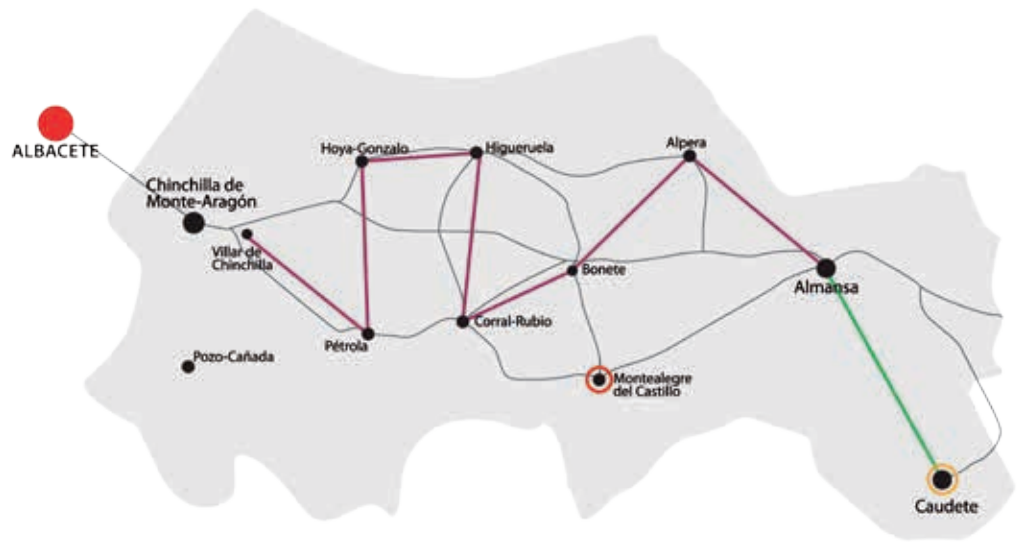 ALBACETE
Chinchilla de
Monte-Aragón
Villar de
Chinchilla
Pozo-Cañada
Hoya-Gonzalo
Higueruela
Pétrola
Corral-Rubio
Bonete
Alpera
Almansa
Montealegre
del Castillo
Caudete